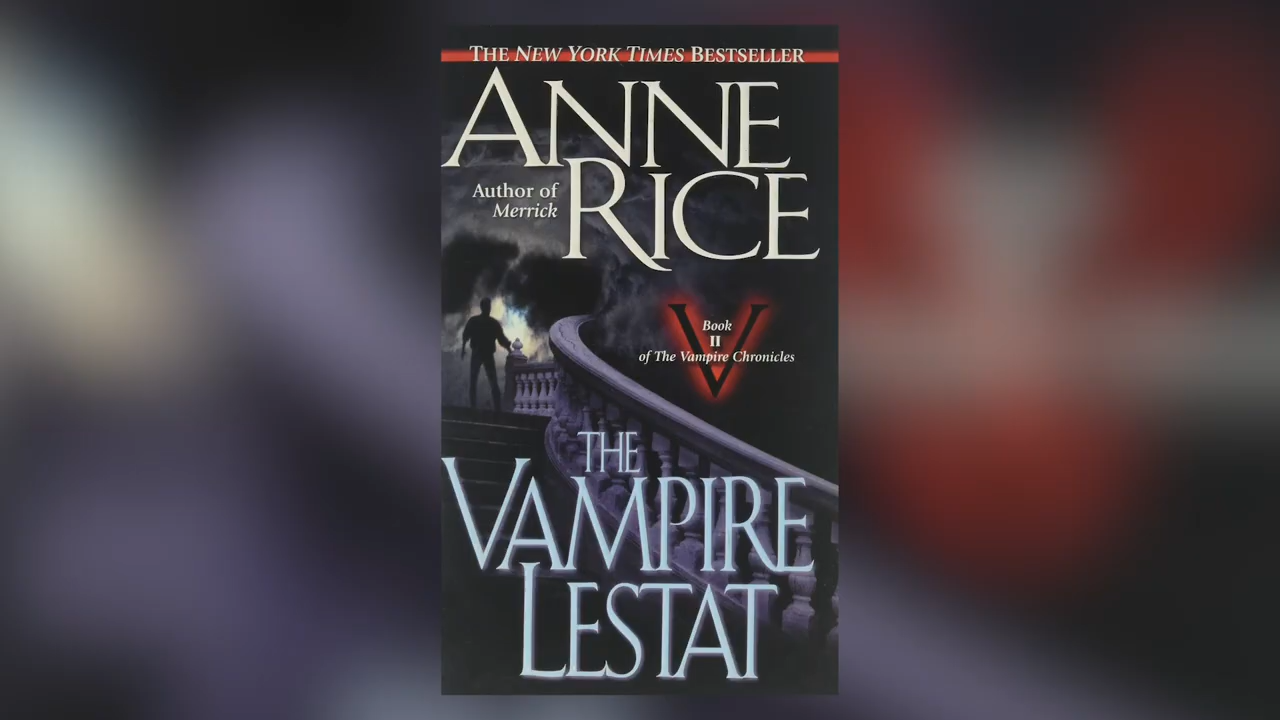 THE NEW YORK TIMES BESTSELLER
ANNE
RICE
Author of
Merrick
Book
II
of The Vampire Chronicles
V
THE
VAMPIRE
LESTAT